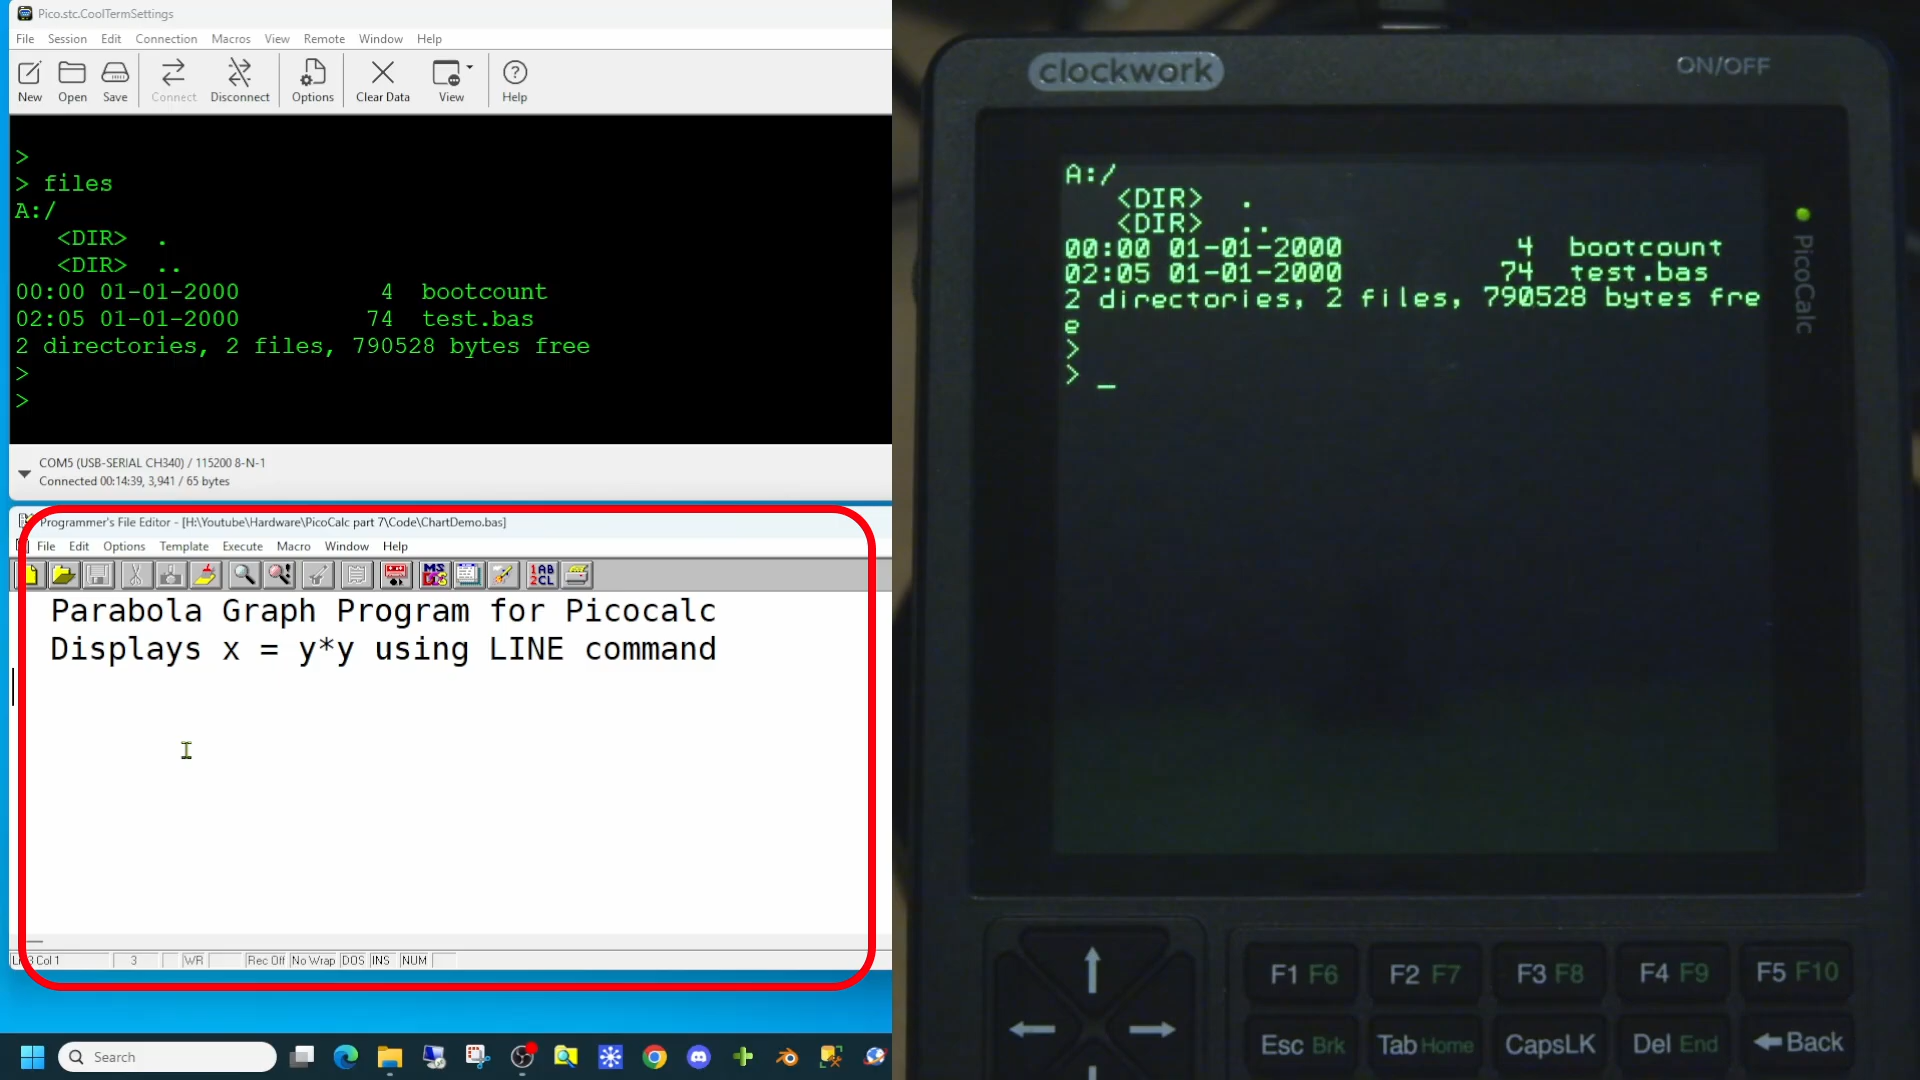 Pico.stc.CoolTermSettings
File Session Edit Connection Macros View Remote Window Help
New Open Save Connect Disconnect Options Clear Data View Help
>
> files
A:/
<DIR> .
<DIR> ..
00:00 01-01-2000 4 bootcount
02:05 01-01-2000 74 test.bas
2 directories, 2 files, 790528 bytes free
>
>
COM5 (USB-SERIAL CH340) / 115200 8-N-1
Connected 00:14:39, 3,941 / 65 bytes
Programmer's File Editor - [H:\Youtube\Hardware\PicoCalc part 7\Code\ChartDemo.bas]
File Edit Options Template Execute Macro Window Help
Parabola Graph Program for Picocalc
Displays x = y*y using LINE command
3 Col 1 3 WR Rec Off No Wrap DOS INS NUM
Search
clockwork
ON/OFF
PicoCalc
A:/
<DIR> .
<DIR> ..
00:00 01-01-2000 4 bootcount
02:05 01-01-2000 74 test.bas
2 directories, 2 files, 790528 bytes fre
e
>
> _
F1 F6 F2 F7 F3 F8 F4 F9 F5 F10
Esc Brk Tab Home CapsLK Del End Back